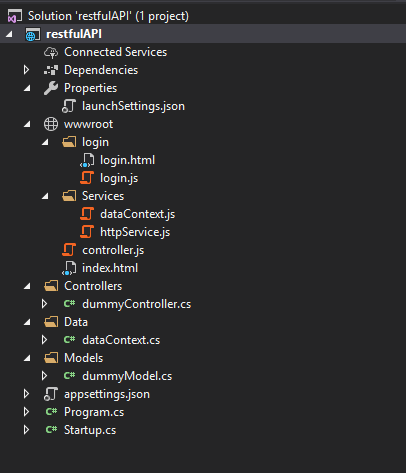 Solution 'restfulAPI' (1 project)
restfulAPI
Connected Services
Dependencies
Properties
launchSettings.json
wwwroot
login
login.html
login.js
Services
dataContext.js
httpService.js
controller.js
index.html
Controllers
C# dummyController.cs
Data
C# dataContext.cs
Models
C# dummyModel.cs
appsettings.json
C# Program.cs
C# Startup.cs